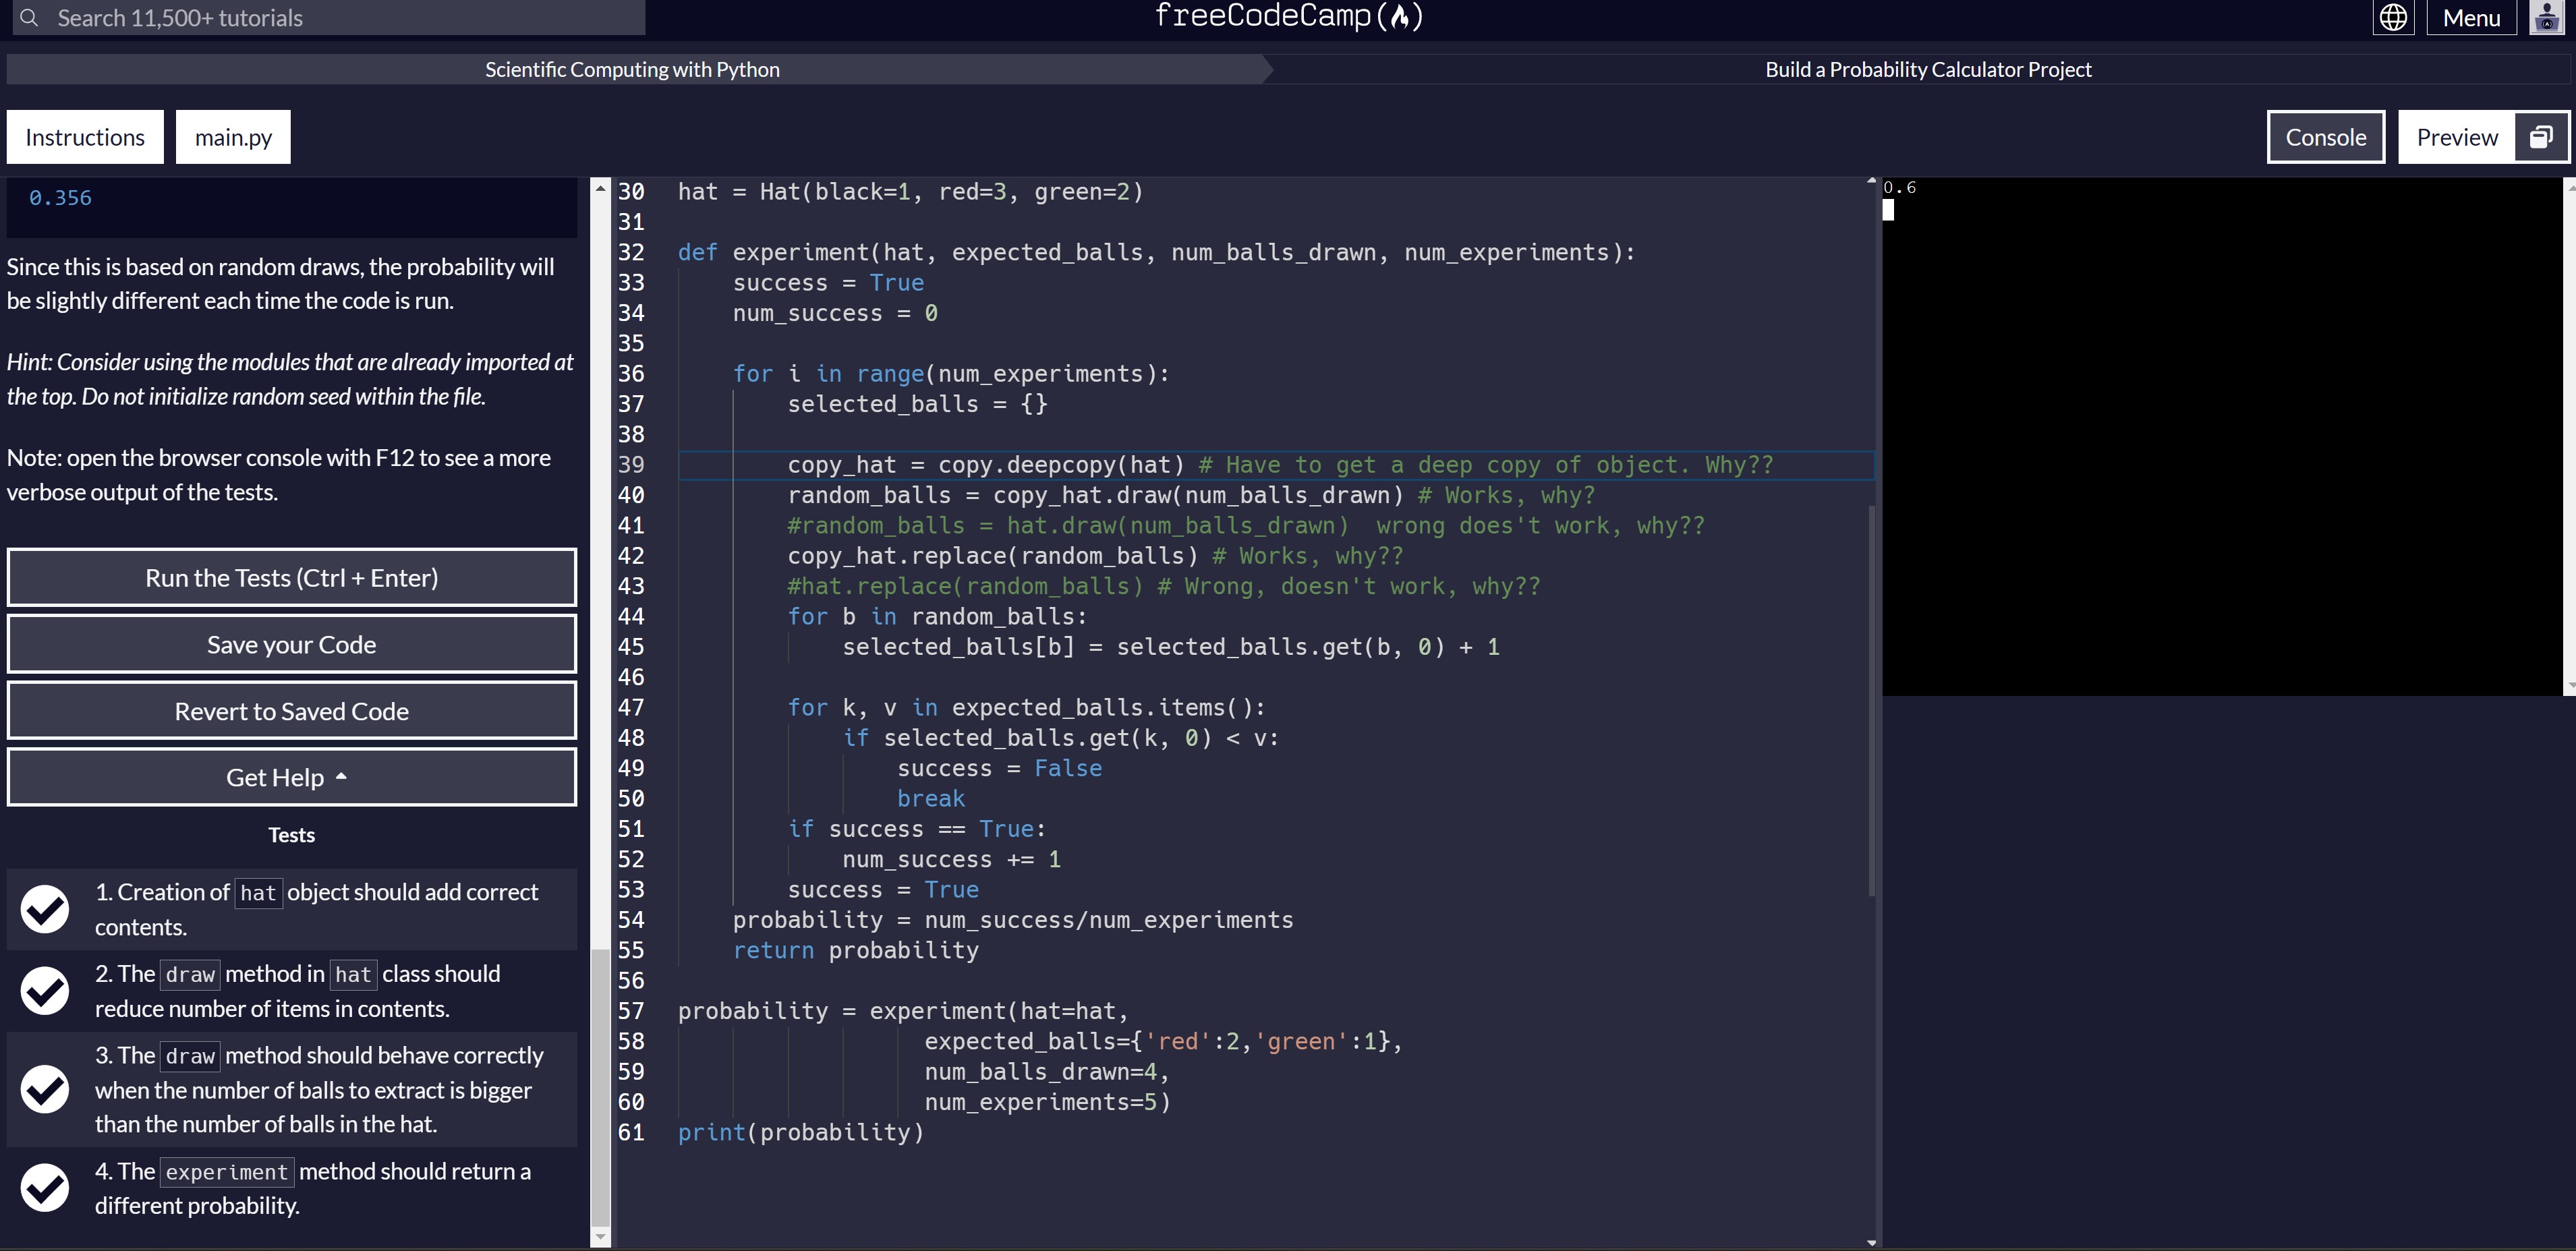 Search 11,500+ tutorials
freeCodeCamp
Menu
Scientific Computing with Python
Build a Probability Calculator Project
Instructions
main.py
Console
Preview
0.356
Since this is based on random draws, the probability will
be slightly different each time the code is run.
Hint: Consider using the modules that are already imported at
the top. Do not initialize random seed within the file.
Note: open the browser console with F12 to see a more
verbose output of the tests.
Run the Tests (Ctrl + Enter)
Save your Code
Revert to Saved Code
Get Help
Tests
1. Creation of hat object should add correct
contents.
2. The draw method in hat class should
reduce number of items in contents.
3. The draw method should behave correctly
when the number of balls to extract is bigger
than the number of balls in the hat.
4. The experiment method should return a
different probability.
30 hat = Hat(black=1, red=3, green=2)
31
32 def experiment(hat, expected_balls, num_balls_drawn, num_experiments):
33     success = True
34     num_success = 0
35
36     for i in range(num_experiments):
37         selected_balls = {}
38
39         copy_hat = copy.deepcopy(hat) # Have to get a deep copy of object. Why??
40         random_balls = copy_hat.draw(num_balls_drawn) # Works, why?
41         #random_balls = hat.draw(num_balls_drawn)  wrong does't work, why??
42         copy_hat.replace(random_balls) # Works, why??
43         #hat.replace(random_balls) # Wrong, doesn't work, why??
44         for b in random_balls:
45             selected_balls[b] = selected_balls.get(b, 0) + 1
46
47         for k, v in expected_balls.items():
48             if selected_balls.get(k, 0) < v:
49                 success = False
50                 break
51         if success == True:
52             num_success += 1
53         success = True
54     probability = num_success/num_experiments
55     return probability
56
57 probability = experiment(hat=hat,
58                   expected_balls={'red':2,'green':1},
59                   num_balls_drawn=4,
60                   num_experiments=5)
61 print(probability)
0.6